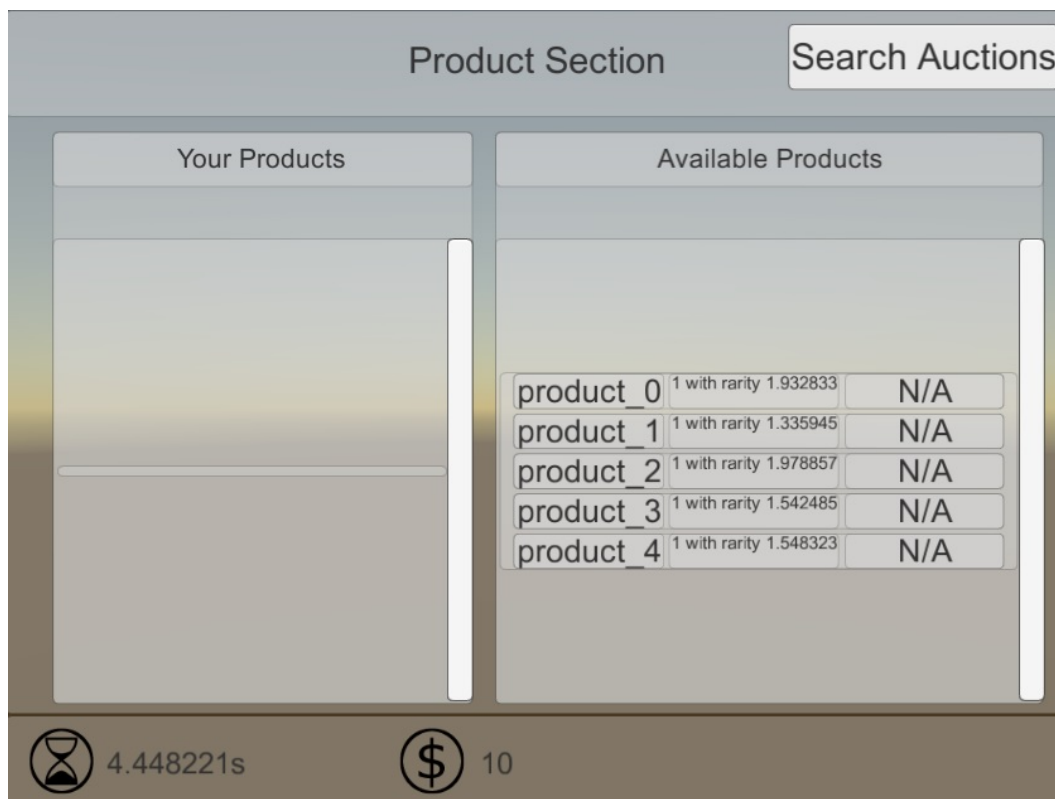 Product Section
Search Auctions
Your Products
Available Products
product_0 1 with rarity 1.932833 N/A
product_1 1 with rarity 1.335945 N/A
product_2 1 with rarity 1.978857 N/A
product_3 1 with rarity 1.542485 N/A
product_4 1 with rarity 1.548323 N/A
4.448221s
$ 10